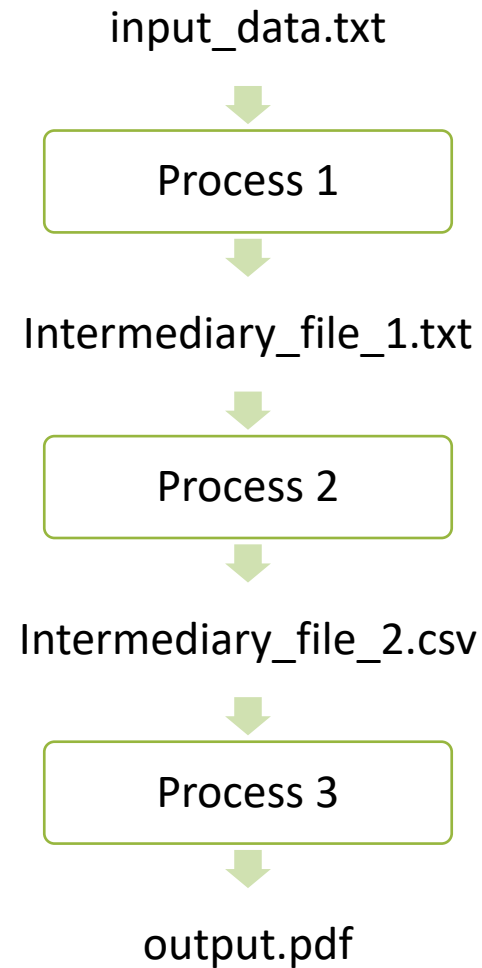 input_data.txt
Process 1
Intermediary_file_1.txt
Process 2
Intermediary_file_2.csv
Process 3
output.pdf